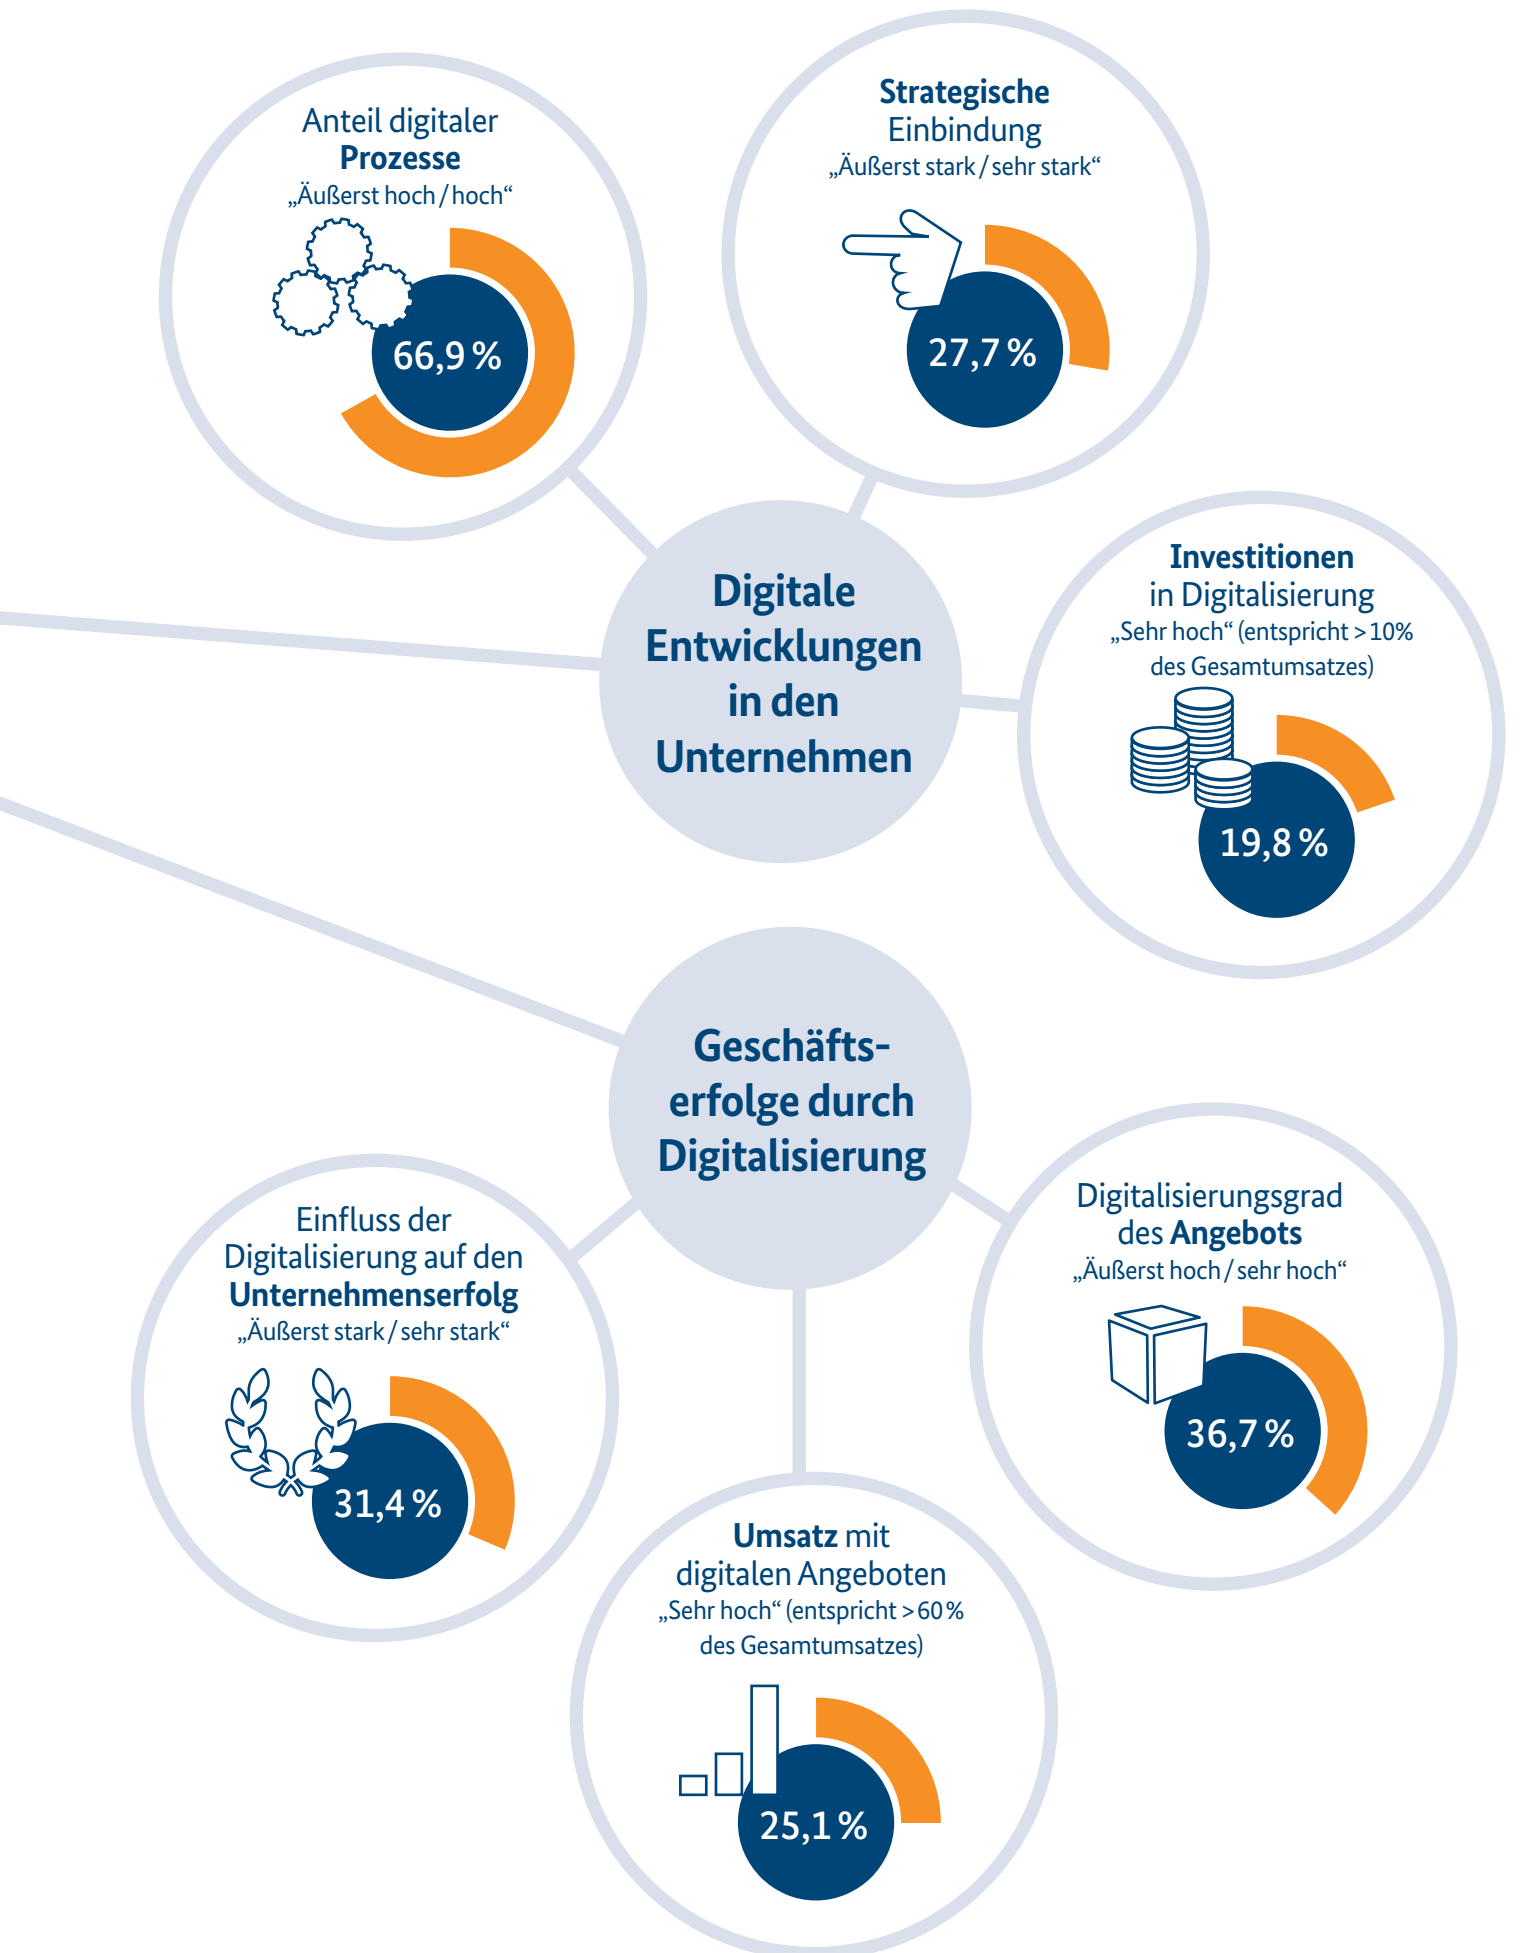 Anteil digitaler
Prozesse
„Äußerst hoch / hoch“
66,9 %
Strategische
Einbindung
„Äußerst stark / sehr stark“
27,7 %
Digitale
Entwicklungen
in den
Unternehmen
Investitionen
in Digitalisierung
„Sehr hoch“ (entspricht > 10%
des Gesamtumsatzes)
19,8 %
Geschäfts-
erfolge durch
Digitalisierung
Einfluss der
Digitalisierung auf den
Unternehmenserfolg
„Äußerst stark / sehr stark“
31,4 %
Digitalisierungsgrad
des Angebots
„Äußerst hoch / sehr hoch“
36,7 %
Umsatz mit
digitalen Angeboten
„Sehr hoch“ (entspricht > 60 %
des Gesamtumsatzes)
25,1 %